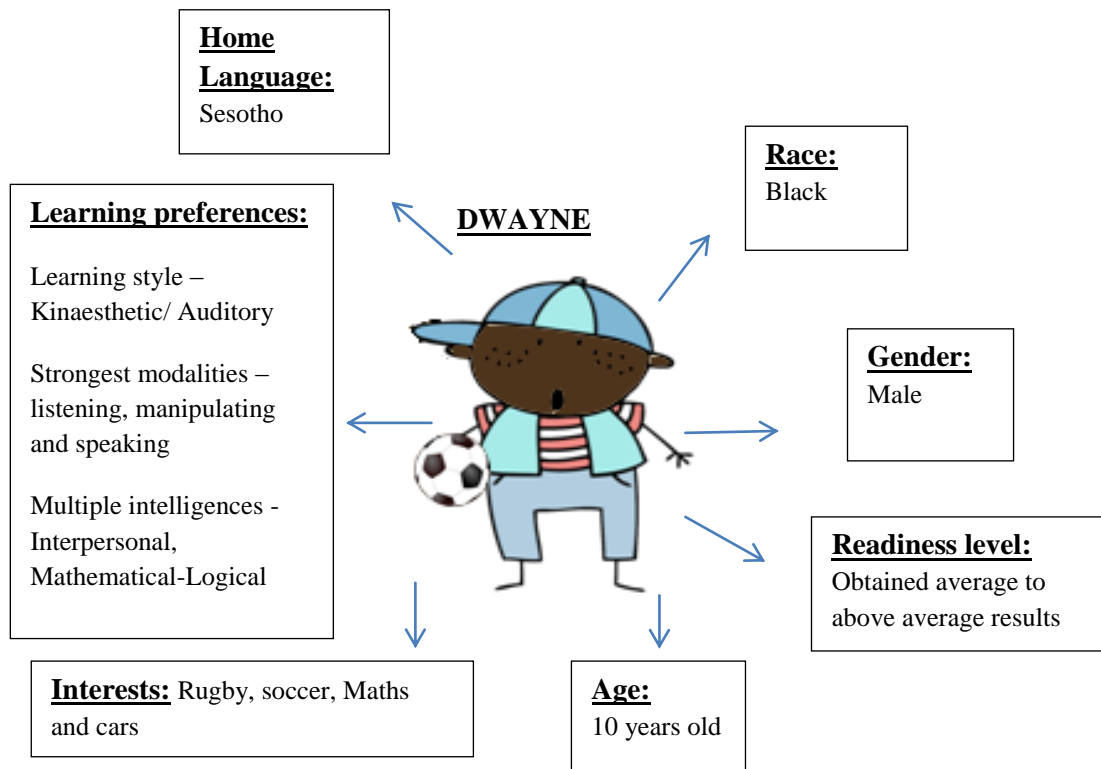 Home
Language:
Sesotho
Race:
Black
Learning preferences:
Learning style –
Kinaesthetic/ Auditory
Strongest modalities –
listening, manipulating
and speaking
Multiple intelligences -
Interpersonal,
Mathematical-Logical
DWAYNE
Gender:
Male
Readiness level:
Obtained average to
above average results
Interests: Rugby, soccer, Maths
and cars
Age:
10 years old